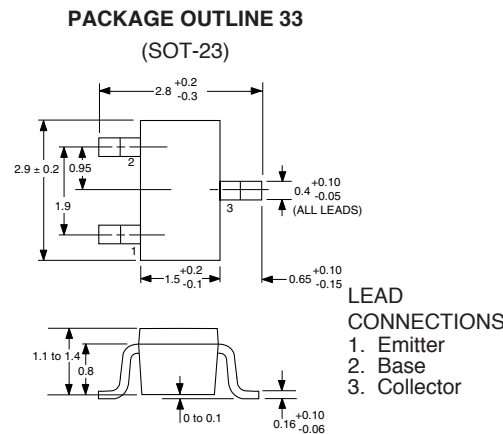 PACKAGE OUTLINE 33
(SOT-23)
2.8 +0.2 -0.3
2
2.9 ± 0.2
0.95
1.9
3
0.4 +0.10 -0.05
(ALL LEADS)
1
1.5 +0.2 -0.1
0.65 +0.10 -0.15
LEAD
CONNECTIONS
1. Emitter
2. Base
3. Collector
1.1 to 1.4
0.8
0 to 0.1
0.16 +0.10 -0.06